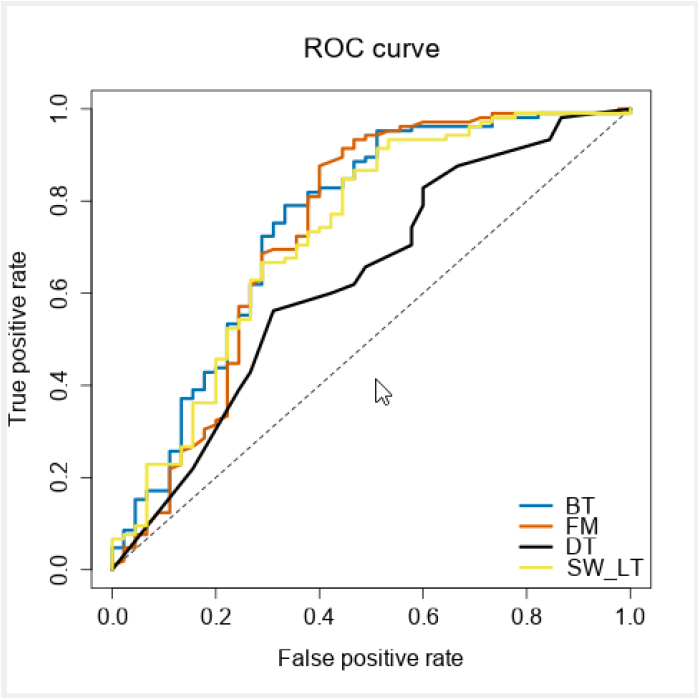 ROC curve
True positive rate
1.0
0.8
0.6
0.4
0.2
0.0
BT
FM
DT
SW_LT
0.0 0.2 0.4 0.6 0.8 1.0
False positive rate